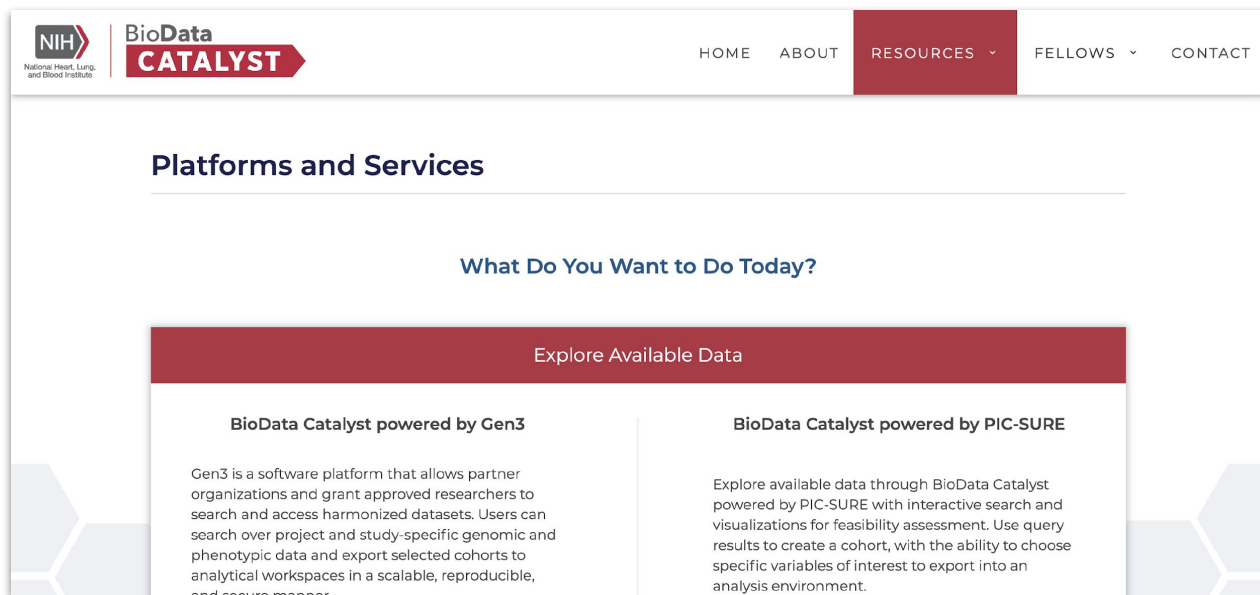 NIH
National Heart, Lung,
and Blood Institute
BioData
CATALYST
HOME ABOUT RESOURCES FELLOWS CONTACT
Platforms and Services
What Do You Want to Do Today?
Explore Available Data
BioData Catalyst powered by Gen3
Gen3 is a software platform that allows partner
organizations and grant approved researchers to
search and access harmonized datasets. Users can
search over project and study-specific genomic and
phenotypic data and export selected cohorts to
analytical workspaces in a scalable, reproducible,
and secure manner.
BioData Catalyst powered by PIC-SURE
Explore available data through BioData Catalyst
powered by PIC-SURE with interactive search and
visualizations for feasibility assessment. Use query
results to create a cohort, with the ability to choose
specific variables of interest to export into an
analysis environment.